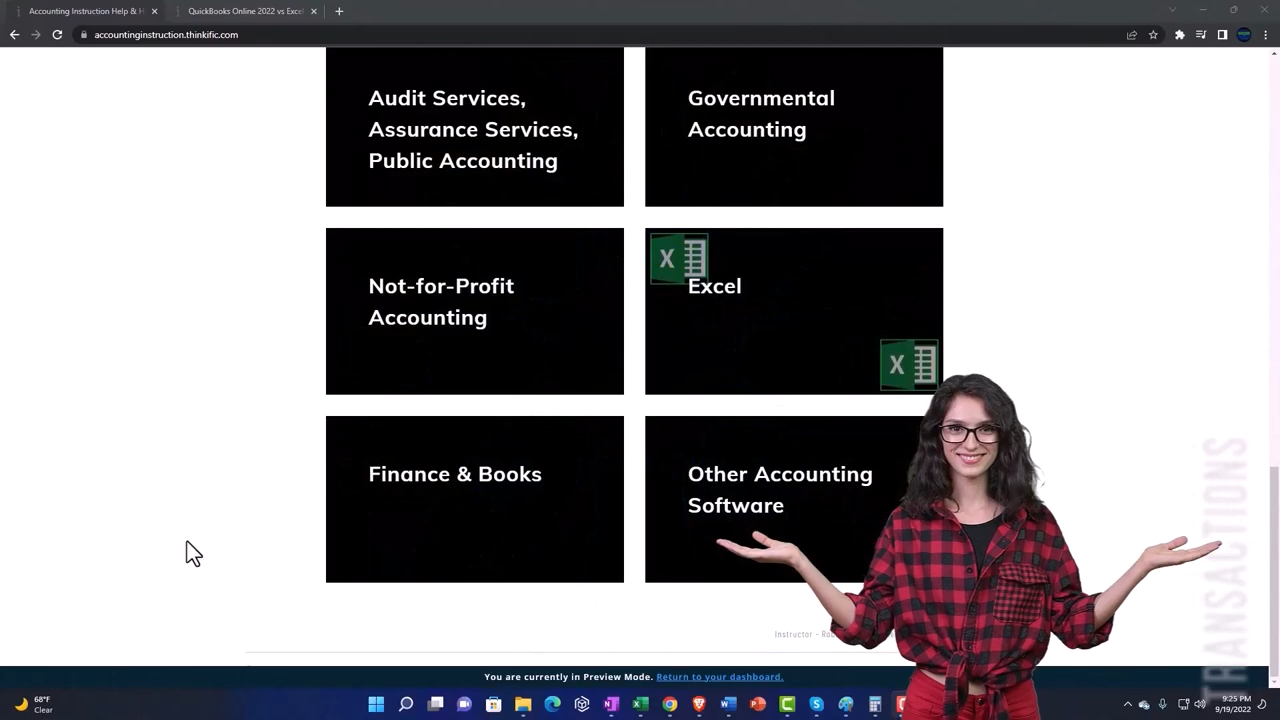 Accounting Instruction Help & H
QuickBooks Online 2022 vs Excel
accountinginstruction.thinkific.com
Audit Services,
Assurance Services,
Public Accounting
Governmental
Accounting
Not-for-Profit
Accounting
X
Excel
X
Finance & Books
Other Accounting
Software
Instructor -
You are currently in Preview Mode. Return to your dashboard.
TRANSACTIONS
68°F
Clear
9:25 PM
9/19/2022